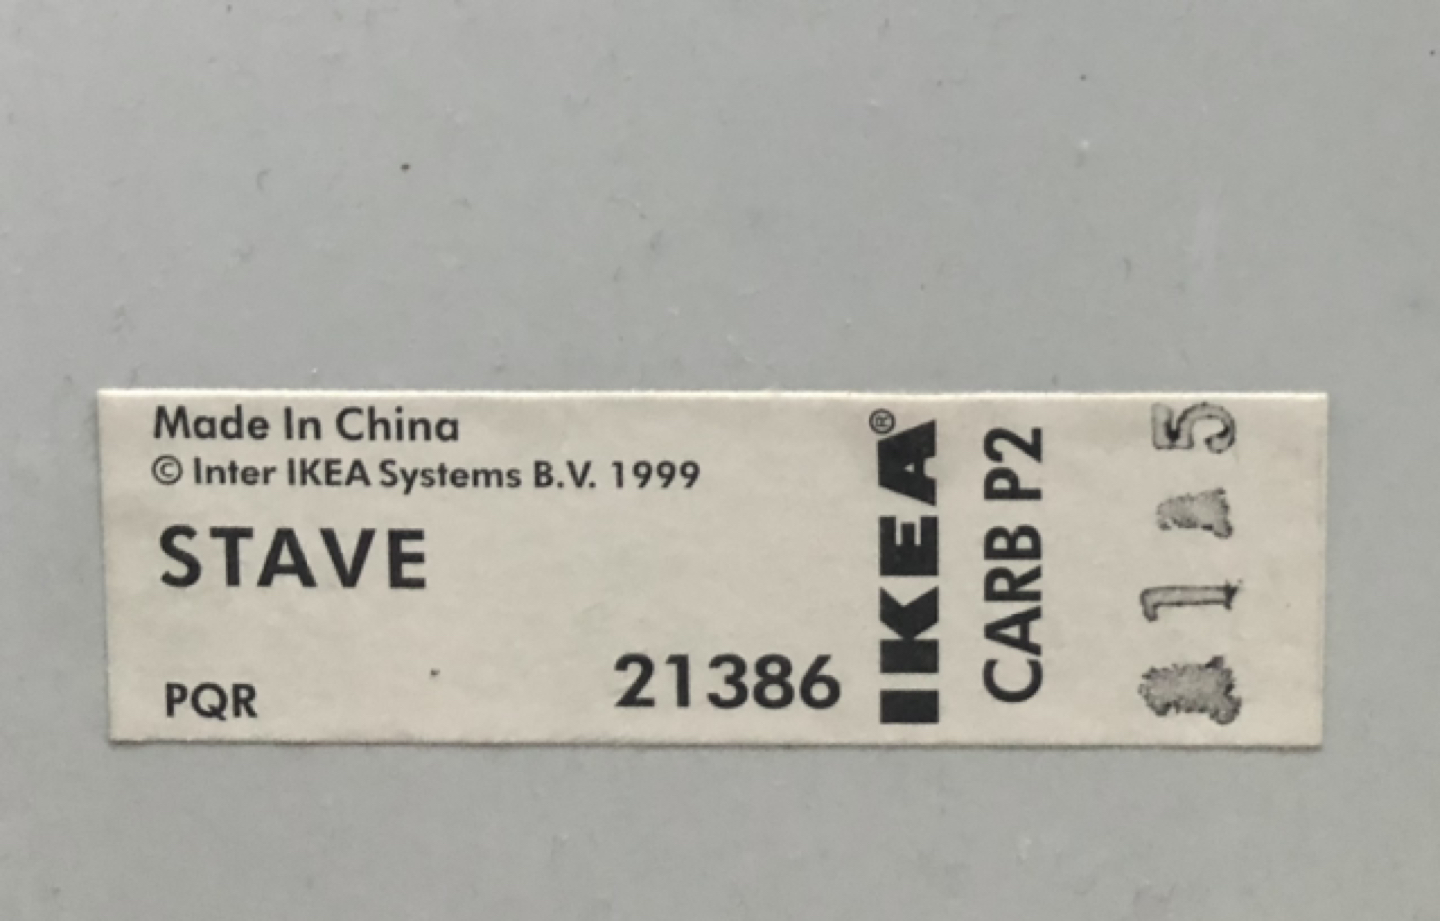 Made In China
© Inter IKEA Systems B.V. 1999
STAVE
PQR
21386
IKEA®
CARB P2